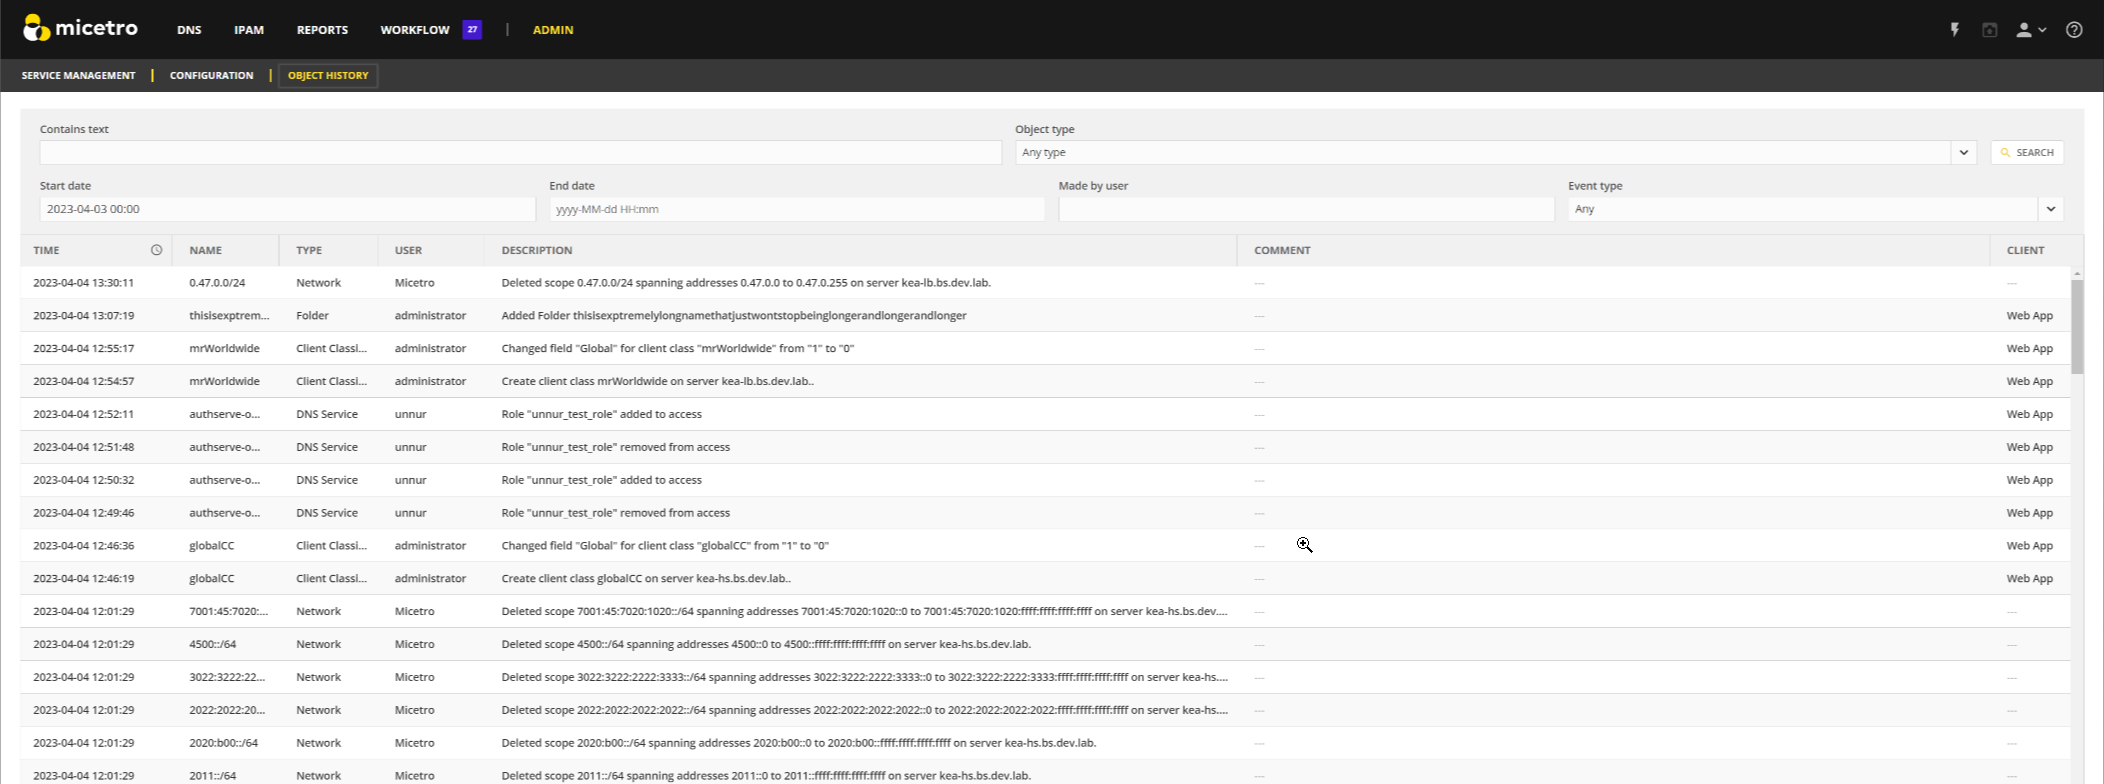 micetro DNS IPAM REPORTS WORKFLOW 27 | ADMIN
SERVICE MANAGEMENT | CONFIGURATION | OBJECT HISTORY
Contains text Object type
Any type SEARCH
Start date End date Made by user Event type
2023-04-03 00:00 yyyy-MM-dd HH:mm Any
TIME NAME TYPE USER DESCRIPTION COMMENT CLIENT
2023-04-04 13:30:11 0.47.0.0/24 Network Micetro Deleted scope 0.47.0.0/24 spanning addresses 0.47.0.0 to 0.47.0.255 on server kea-lb.bs.dev.lab. --- ---
2023-04-04 13:07:19 thisisexptrem... Folder administrator Added Folder thisisexptremelylongnamethatjustwontstopbeinglongerandlongerandlonger --- Web App
2023-04-04 12:55:17 mrWorldwide Client Classi... administrator Changed field "Global" for client class "mrWorldwide" from "1" to "0" --- Web App
2023-04-04 12:54:57 mrWorldwide Client Classi... administrator Create client class mrWorldwide on server kea-lb.bs.dev.lab.. --- Web App
2023-04-04 12:52:11 authserve-o... DNS Service unnur Role "unnur_test_role" added to access --- Web App
2023-04-04 12:51:48 authserve-o... DNS Service unnur Role "unnur_test_role" removed from access --- Web App
2023-04-04 12:50:32 authserve-o... DNS Service unnur Role "unnur_test_role" added to access --- Web App
2023-04-04 12:49:46 authserve-o... DNS Service unnur Role "unnur_test_role" removed from access --- Web App
2023-04-04 12:46:36 globalCC Client Classi... administrator Changed field "Global" for client class "globalCC" from "1" to "0" --- Web App
2023-04-04 12:46:19 globalCC Client Classi... administrator Create client class globalCC on server kea-hs.bs.dev.lab.. --- Web App
2023-04-04 12:01:29 7001:45:7020:... Network Micetro Deleted scope 7001:45:7020:1020::/64 spanning addresses 7001:45:7020:1020::0 to 7001:45:7020:1020:ffff:ffff:ffff:ffff on server kea-hs.bs.dev.... --- ---
2023-04-04 12:01:29 4500::/64 Network Micetro Deleted scope 4500::/64 spanning addresses 4500::0 to 4500::ffff:ffff:ffff:ffff on server kea-hs.bs.dev.lab. --- ---
2023-04-04 12:01:29 3022:3222:22... Network Micetro Deleted scope 3022:3222:2222:3333::/64 spanning addresses 3022:3222:2222:3333::0 to 3022:3222:2222:3333:ffff:ffff:ffff:ffff on server kea-hs.... --- ---
2023-04-04 12:01:29 2022:2022:20... Network Micetro Deleted scope 2022:2022:2022:2022::/64 spanning addresses 2022:2022:2022:2022::0 to 2022:2022:2022:2022:ffff:ffff:ffff:ffff on server kea-hs.... --- ---
2023-04-04 12:01:29 2020:b00::/64 Network Micetro Deleted scope 2020:b00::/64 spanning addresses 2020:b00::0 to 2020:b00::ffff:ffff:ffff:ffff on server kea-hs.bs.dev.lab. --- ---
2023-04-04 12:01:29 2011::/64 Network Micetro Deleted scope 2011::/64 spanning addresses 2011::0 to 2011::ffff:ffff:ffff:ffff on server kea-hs.bs.dev.lab. --- ---